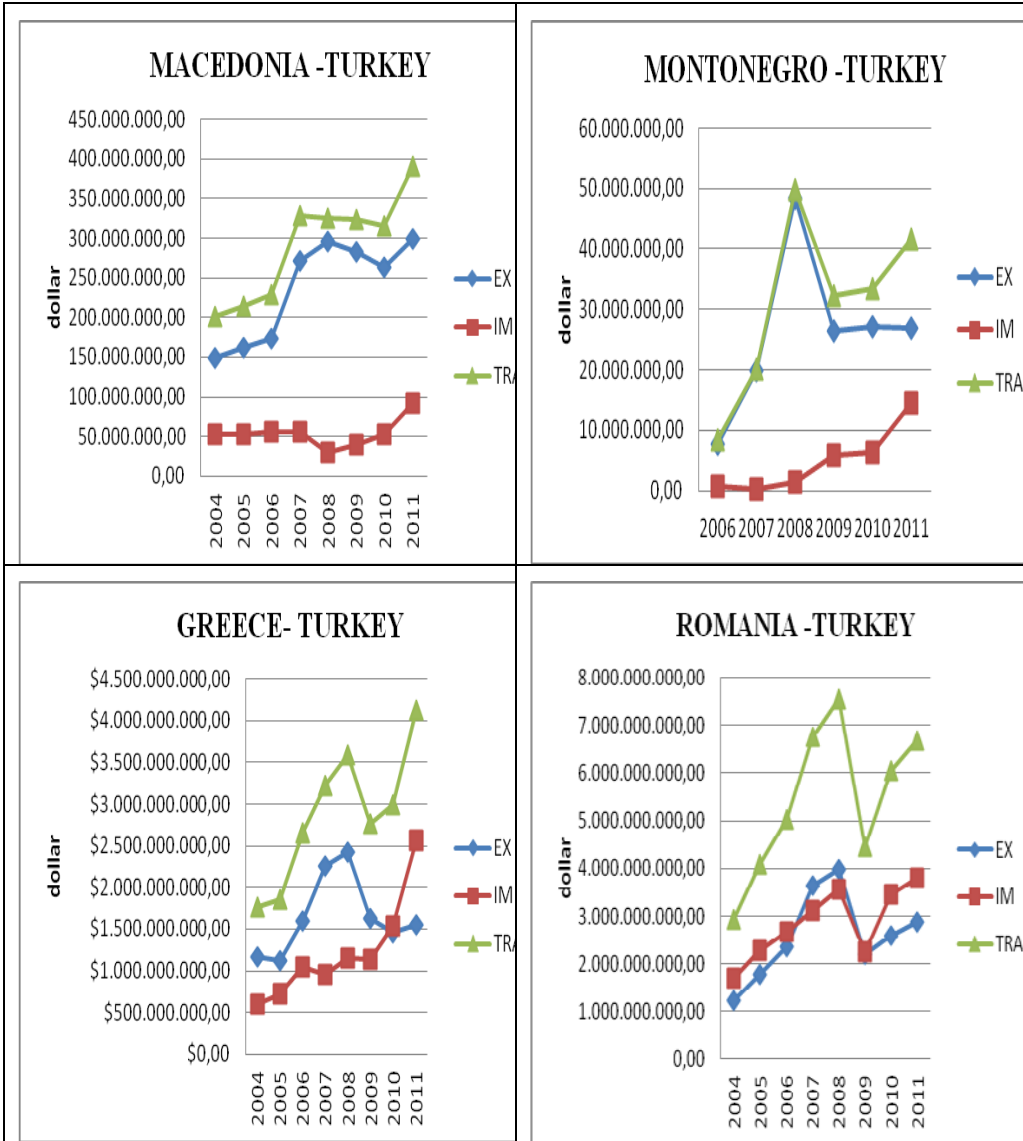 MACEDONIA -TURKEY
450.000.000,00
400.000.000,00
350.000.000,00
300.000.000,00
250.000.000,00
200.000.000,00
150.000.000,00
100.000.000,00
50.000.000,00
0,00
dollar
2004
2005
2006
2007
2008
2009
2010
2011
EX
IM
TRA
MONTONEGRO -TURKEY
60.000.000,00
50.000.000,00
40.000.000,00
30.000.000,00
20.000.000,00
10.000.000,00
0,00
dollar
2006 2007 2008 2009 2010 2011
EX
IM
TRA
GREECE- TURKEY
$4.500.000.000,00
$4.000.000.000,00
$3.500.000.000,00
$3.000.000.000,00
$2.500.000.000,00
$2.000.000.000,00
$1.500.000.000,00
$1.000.000.000,00
$500.000.000,00
$0,00
dollar
2004
2005
2006
2007
2008
2009
2010
2011
EX
IM
TRA
ROMANIA -TURKEY
8.000.000.000,00
7.000.000.000,00
6.000.000.000,00
5.000.000.000,00
4.000.000.000,00
3.000.000.000,00
2.000.000.000,00
1.000.000.000,00
0,00
dollar
2004
2005
2006
2007
2008
2009
2010
2011
EX
IM
TRA